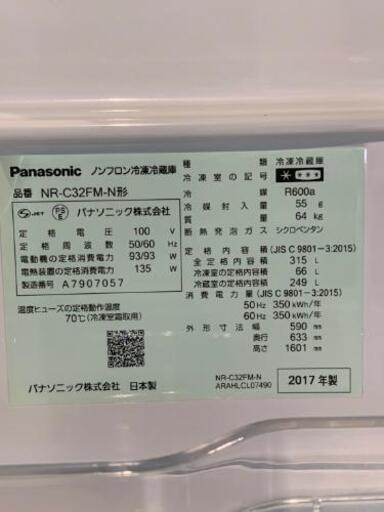 Panasonic ノンフロン冷凍冷蔵庫
品番 NR-C32FM-N形
JET PSE パナソニック株式会社
定格電圧 100 V
定格周波数 50/60 Hz
電動機の定格消費電力 93/93 W
電熱装置の定格消費電力 135 W
製造番号 A7907057
温度ヒューズの定格動作温度
70℃(冷凍室霜取用)
パナソニック株式会社 日本製
種類 冷凍冷蔵庫
冷凍室の記号
冷媒 R600a
冷媒封入量 55 g
質量 64 kg
断熱発泡ガス シクロペンタン
定格内容積(JIS C 9801-3:2015)
全定格内容積 315 L
冷凍室の定格内容積 66 L
冷蔵室の定格内容積 249 L
消費電力量(JIS C 9801-3:2015)
50 Hz 350 kWh/年
60 Hz 350 kWh/年
外形寸法 幅 590 mm
奥行 633 mm
高さ 1601 mm
NR-C32FM-N
ARAHLCL07490
2017年製